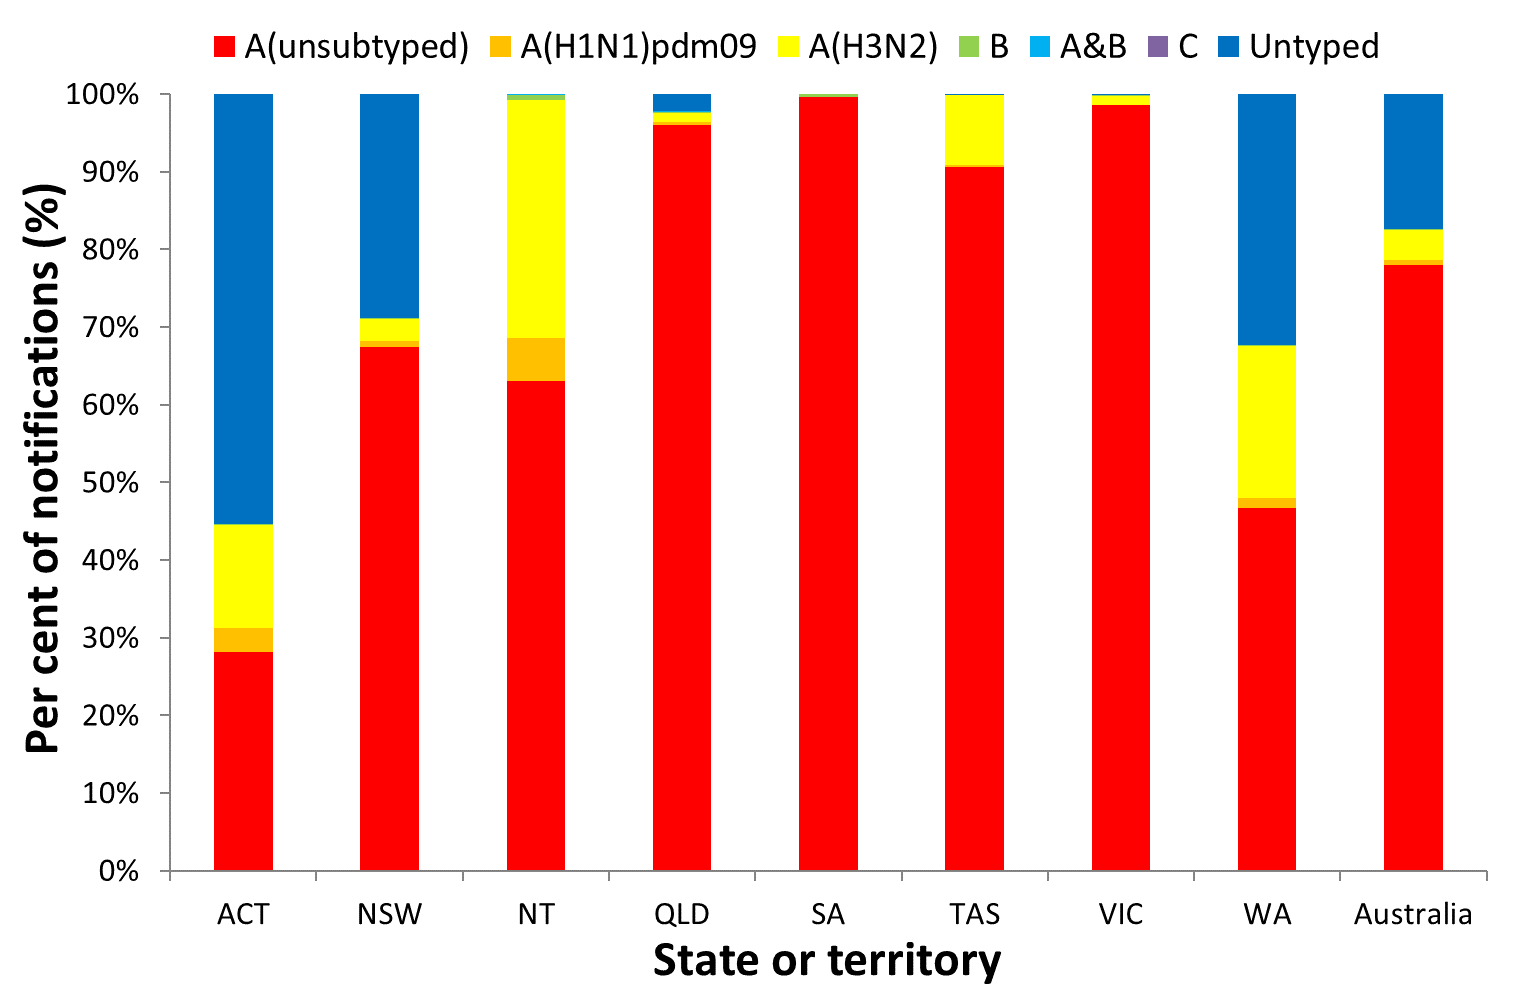 A(unsubtyped) A(H1N1)pdm09 A(H3N2) B A&B C Untyped
Per cent of notifications (%)
100%
90%
80%
70%
60%
50%
40%
30%
20%
10%
0%
ACT NSW NT QLD SA TAS VIC WA Australia
State or territory